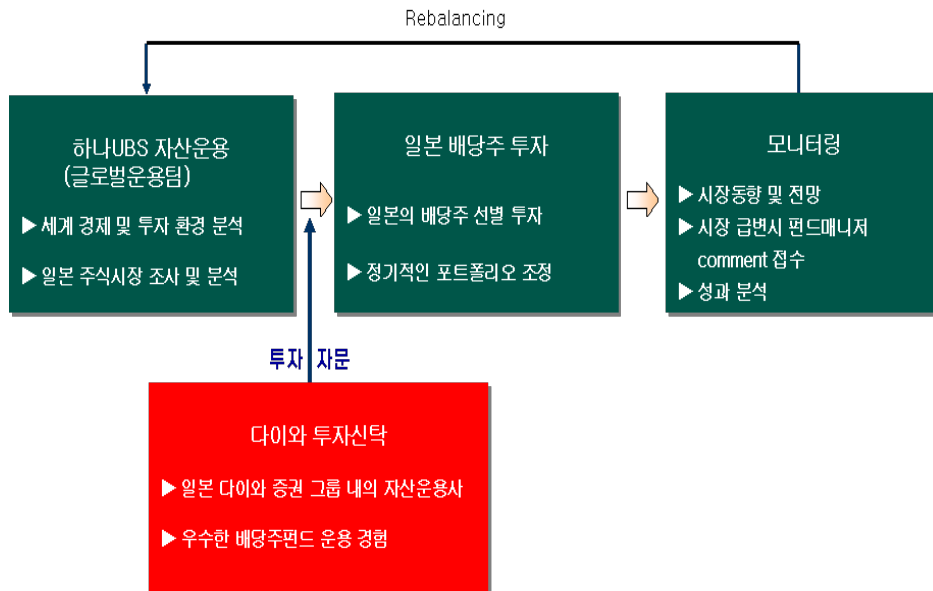 Rebalancing
하나UBS 자산운용
(글로벌운용팀)
▶ 세계 경제 및 투자 환경 분석
▶ 일본 주식시장 조사 및 분석
일본 배당주 투자
▶ 일본의 배당주 선별 투자
▶ 정기적인 포트폴리오 조정
모니터링
▶ 시장동향 및 전망
▶ 시장 급변시 펀드매니저
comment 접수
▶ 성과 분석
투자 자문
다이와 투자신탁
▶ 일본 다이와 증권 그룹 내의 자산운용사
▶ 우수한 배당주펀드 운용 경험